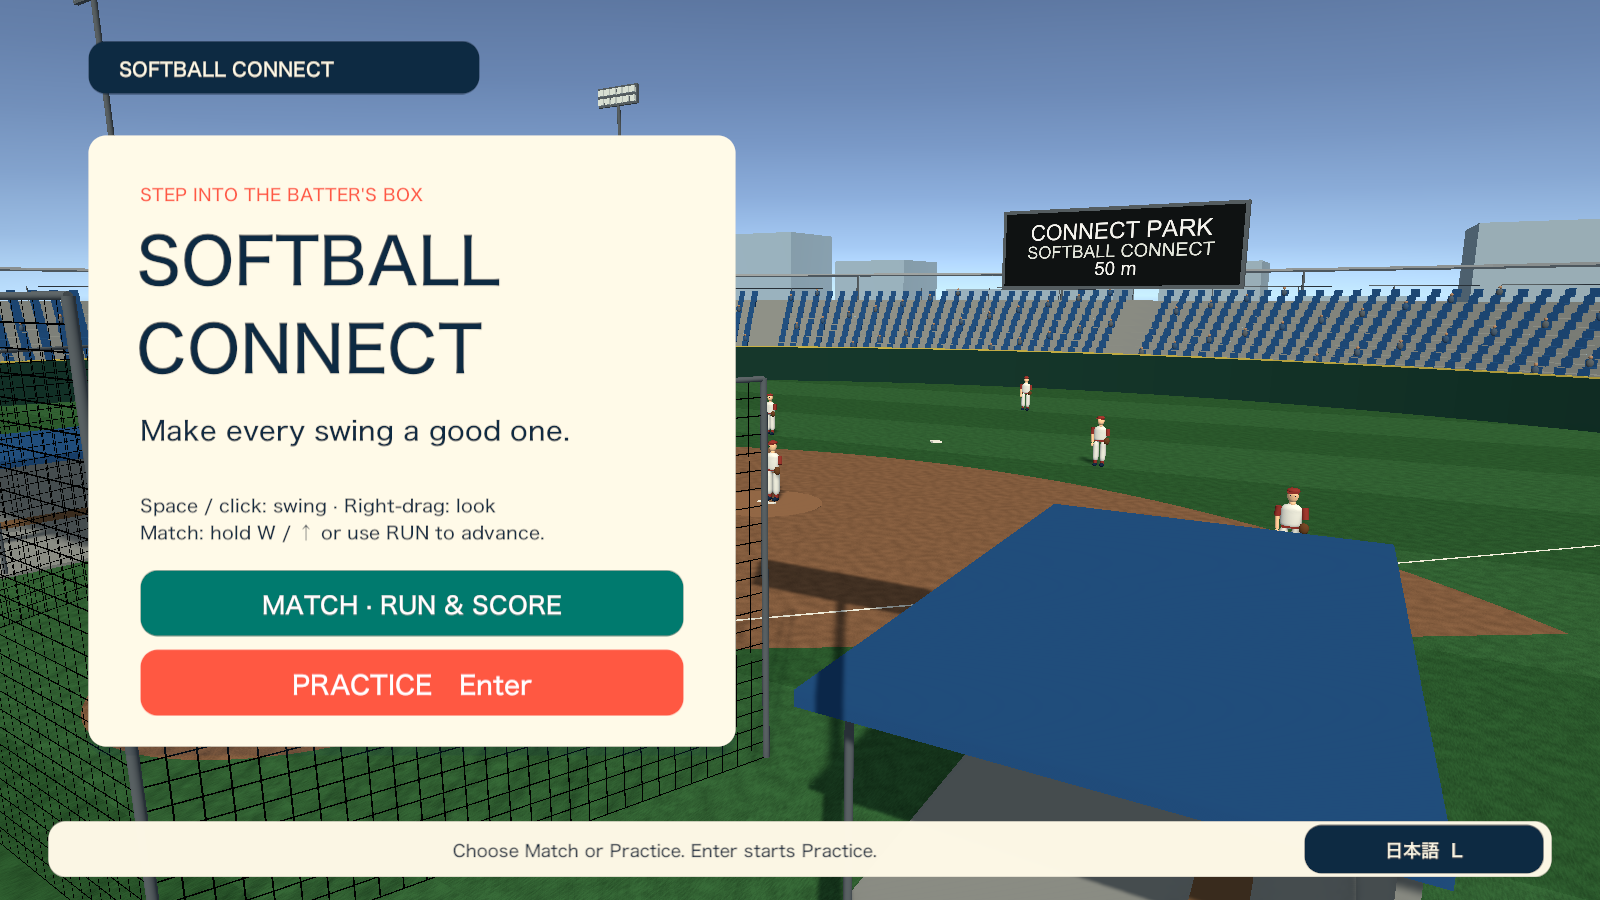 SOFTBALL CONNECT
STEP INTO THE BATTER'S BOX
SOFTBALL
CONNECT
Make every swing a good one.
Space / click: swing · Right-drag: look
Match: hold W / ↑ or use RUN to advance.
MATCH · RUN & SCORE
PRACTICE Enter
CONNECT PARK
SOFTBALL CONNECT
50 m
Choose Match or Practice. Enter starts Practice.
日本語 L